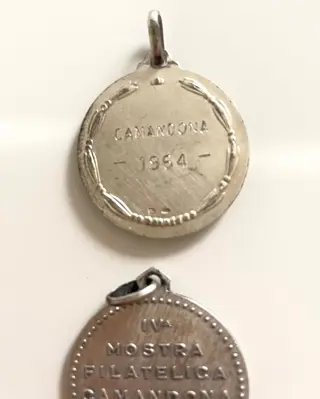 CAMANDONA
- 1964 -
IVᴬ
MOSTRA
FILATELICA
CAMANDONA